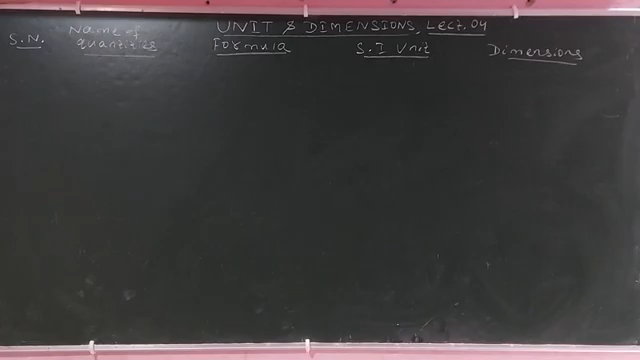 UNIT & DIMENSIONS, Lect. 04
S.N. Name of quantities Formula S.I Unit Dimensions